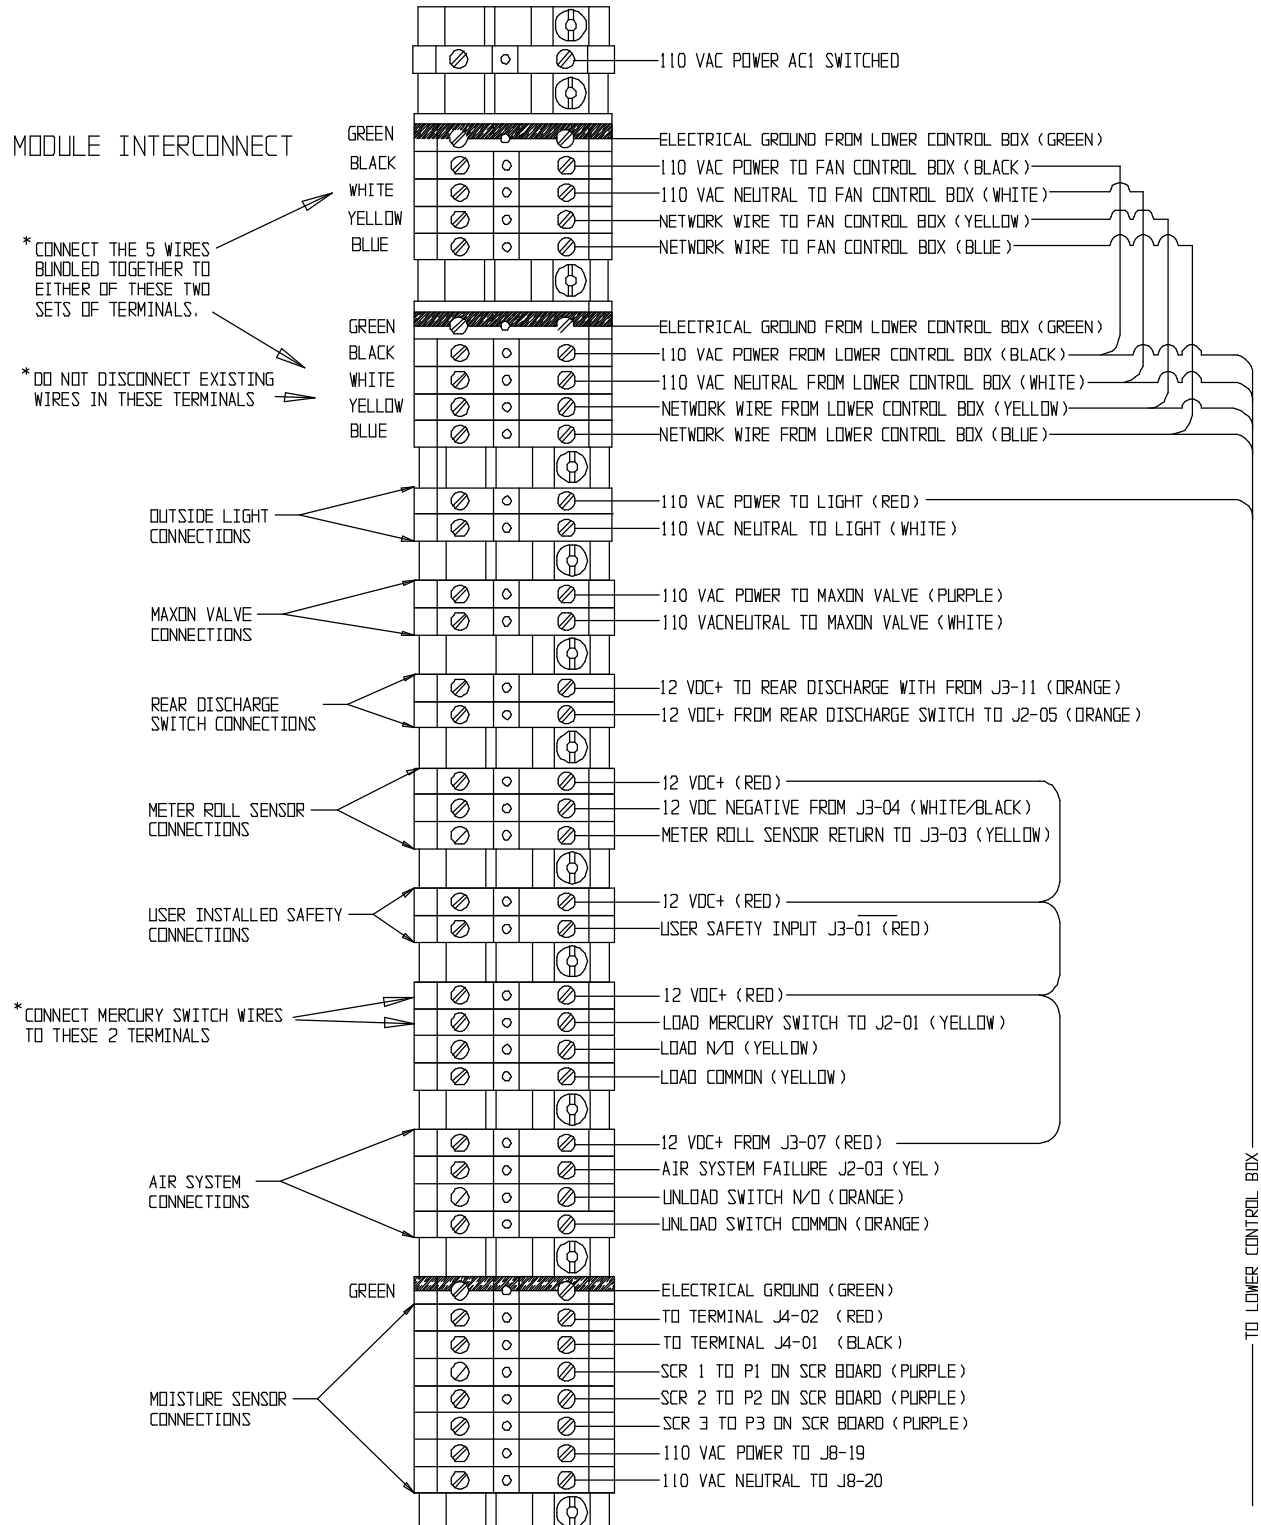 110 VAC POWER AC1 SWITCHED
MODULE INTERCONNECT
GREEN
ELECTRICAL GROUND FROM LOWER CONTROL BOX (GREEN)
BLACK
110 VAC POWER TO FAN CONTROL BOX (BLACK)
WHITE
110 VAC NEUTRAL TO FAN CONTROL BOX (WHITE)
YELLOW
NETWORK WIRE TO FAN CONTROL BOX (YELLOW)
BLUE
NETWORK WIRE TO FAN CONTROL BOX (BLUE)
* CONNECT THE 5 WIRES
BUNDLED TOGETHER TO
EITHER OF THESE TWO
SETS OF TERMINALS.
GREEN
ELECTRICAL GROUND FROM LOWER CONTROL BOX (GREEN)
BLACK
110 VAC POWER FROM LOWER CONTROL BOX (BLACK)
* DO NOT DISCONNECT EXISTING
WIRES IN THESE TERMINALS
WHITE
110 VAC NEUTRAL FROM LOWER CONTROL BOX (WHITE)
YELLOW
NETWORK WIRE FROM LOWER CONTROL BOX (YELLOW)
BLUE
NETWORK WIRE FROM LOWER CONTROL BOX (BLUE)
OUTSIDE LIGHT
CONNECTIONS
110 VAC POWER TO LIGHT (RED)
110 VAC NEUTRAL TO LIGHT (WHITE)
MAXON VALVE
CONNECTIONS
110 VAC POWER TO MAXON VALVE (PURPLE)
110 VACNEUTRAL TO MAXON VALVE (WHITE)
REAR DISCHARGE
SWITCH CONNECTIONS
12 VDC+ TO REAR DISCHARGE WITH FROM J3-11 (ORANGE)
12 VDC+ FROM REAR DISCHARGE SWITCH TO J2-05 (ORANGE)
METER ROLL SENSOR
CONNECTIONS
12 VDC+ (RED)
12 VDC NEGATIVE FROM J3-04 (WHITE/BLACK)
METER ROLL SENSOR RETURN TO J3-03 (YELLOW)
USER INSTALLED SAFETY
CONNECTIONS
12 VDC+ (RED)
USER SAFETY INPUT J3-01 (RED)
* CONNECT MERCURY SWITCH WIRES
TO THESE 2 TERMINALS
12 VDC+ (RED)
LOAD MERCURY SWITCH TO J2-01 (YELLOW)
LOAD N/O (YELLOW)
LOAD COMMON (YELLOW)
AIR SYSTEM
CONNECTIONS
12 VDC+ FROM J3-07 (RED)
AIR SYSTEM FAILURE J2-03 (YEL)
UNLOAD SWITCH N/O (ORANGE)
UNLOAD SWITCH COMMON (ORANGE)
GREEN
ELECTRICAL GROUND (GREEN)
MOISTURE SENSOR
CONNECTIONS
TO TERMINAL J4-02 (RED)
TO TERMINAL J4-01 (BLACK)
SCR 1 TO P1 ON SCR BOARD (PURPLE)
SCR 2 TO P2 ON SCR BOARD (PURPLE)
SCR 3 TO P3 ON SCR BOARD (PURPLE)
110 VAC POWER TO J8-19
110 VAC NEUTRAL TO J8-20
TO LOWER CONTROL BOX